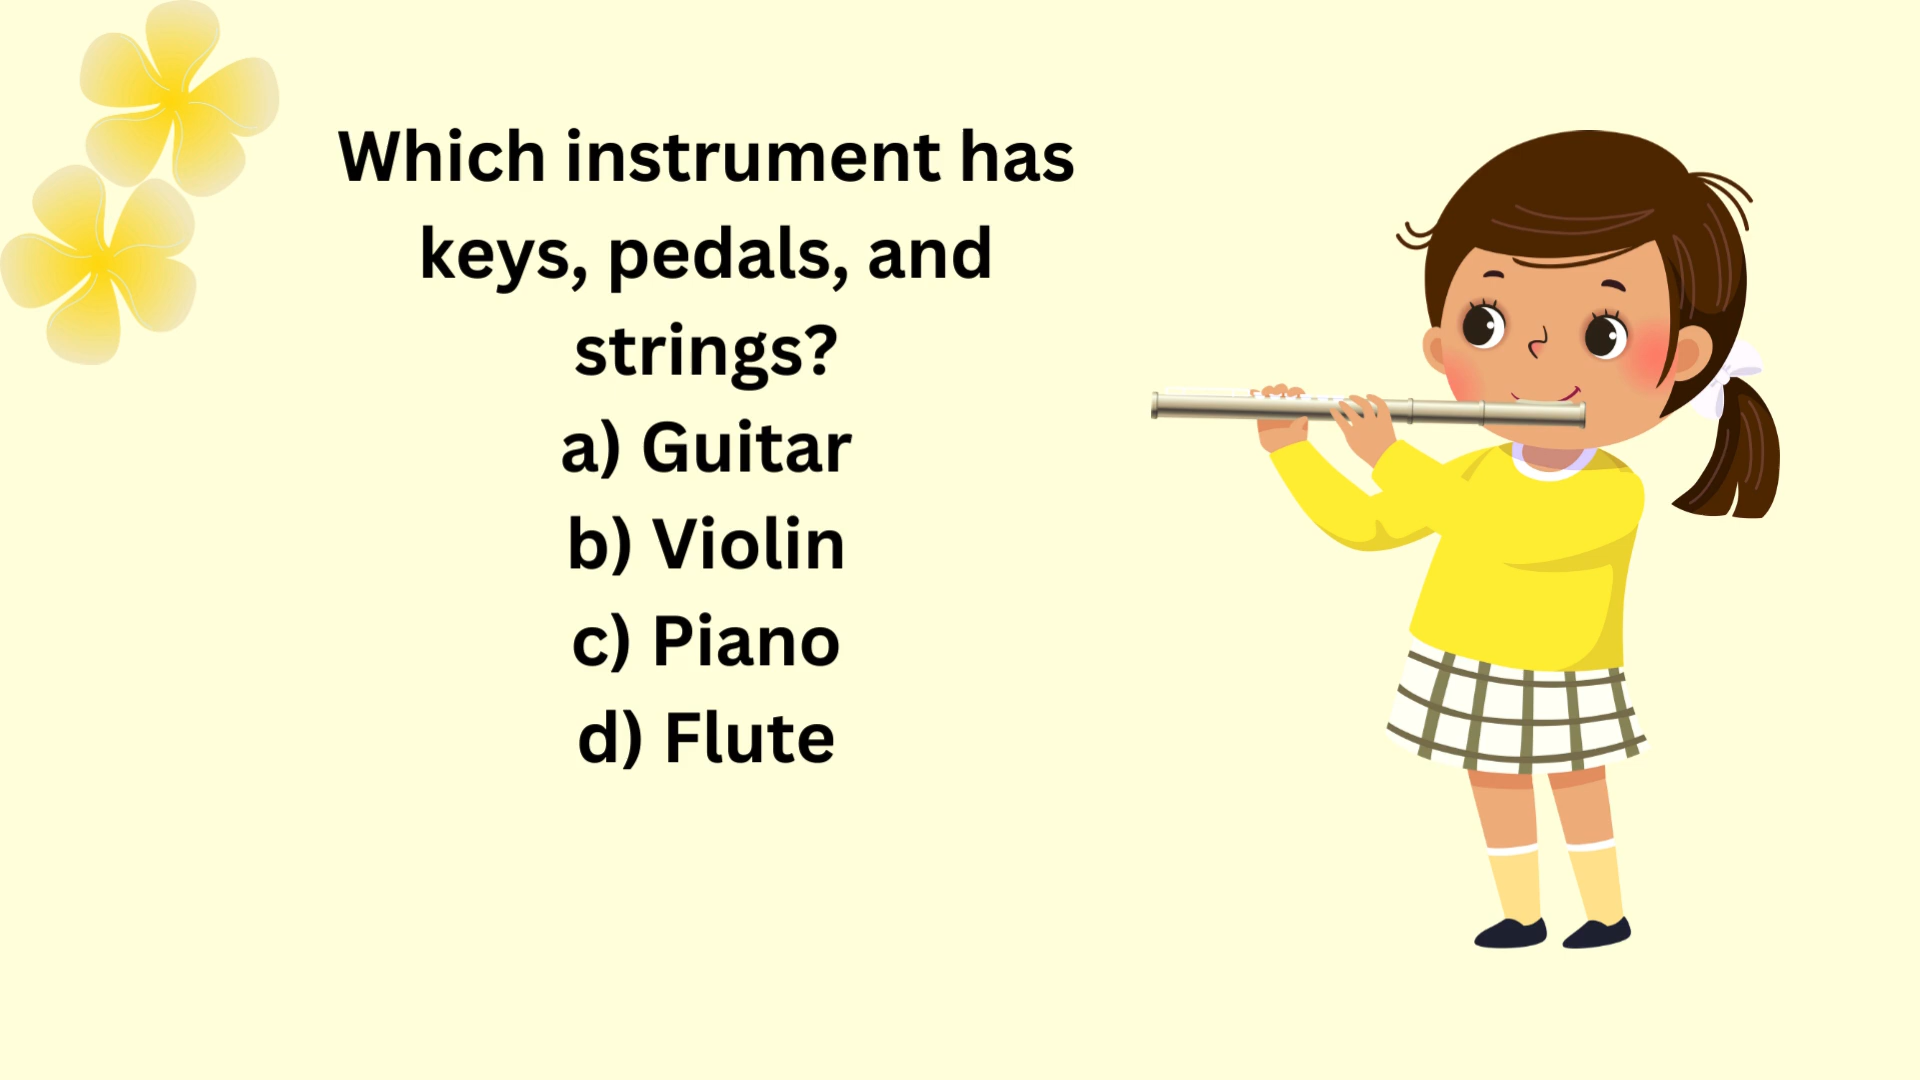 Which instrument has
keys, pedals, and
strings?
a) Guitar
b) Violin
c) Piano
d) Flute